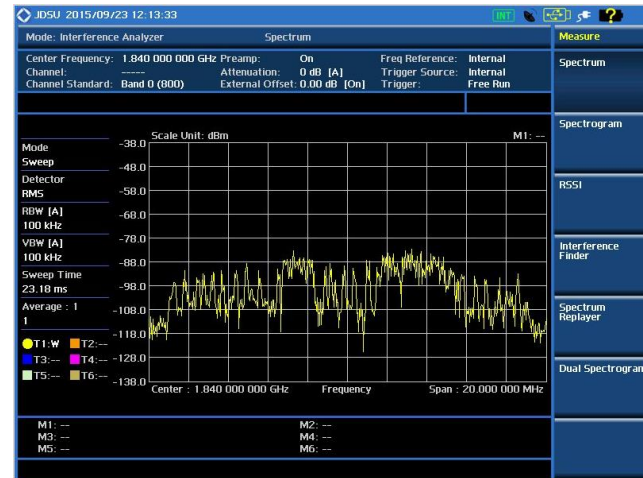 JDSU 2015/09/23 12:13:33
INT
?
Mode: Interference Analyzer Spectrum
Measure
Center Frequency: 1.840 000 000 GHz Preamp: On Freq Reference: Internal
Channel: ----- Attenuation: 0 dB [A] Trigger Source: Internal
Channel Standard: Band 0 (800) External Offset: 0.00 dB [On] Trigger: Free Run
Spectrum
Spectrogram
RSSI
Interference
Finder
Spectrum
Replayer
Dual Spectrogram
Scale Unit: dBm M1: --
Mode
Sweep
Detector
RMS
RBW [A]
100 kHz
VBW [A]
100 kHz
Sweep Time
23.18 ms
Average : 1
1
T1:W T2:--
T3:-- T4:--
T5:-- T6:--
-38.0
-48.0
-58.0
-68.0
-78.0
-88.0
-98.0
-108.0
-118.0
-128.0
-138.0
Center : 1.840 000 000 GHz Frequency Span : 20.000 000 MHz
M1: -- M2: --
M3: -- M4: --
M5: -- M6: --